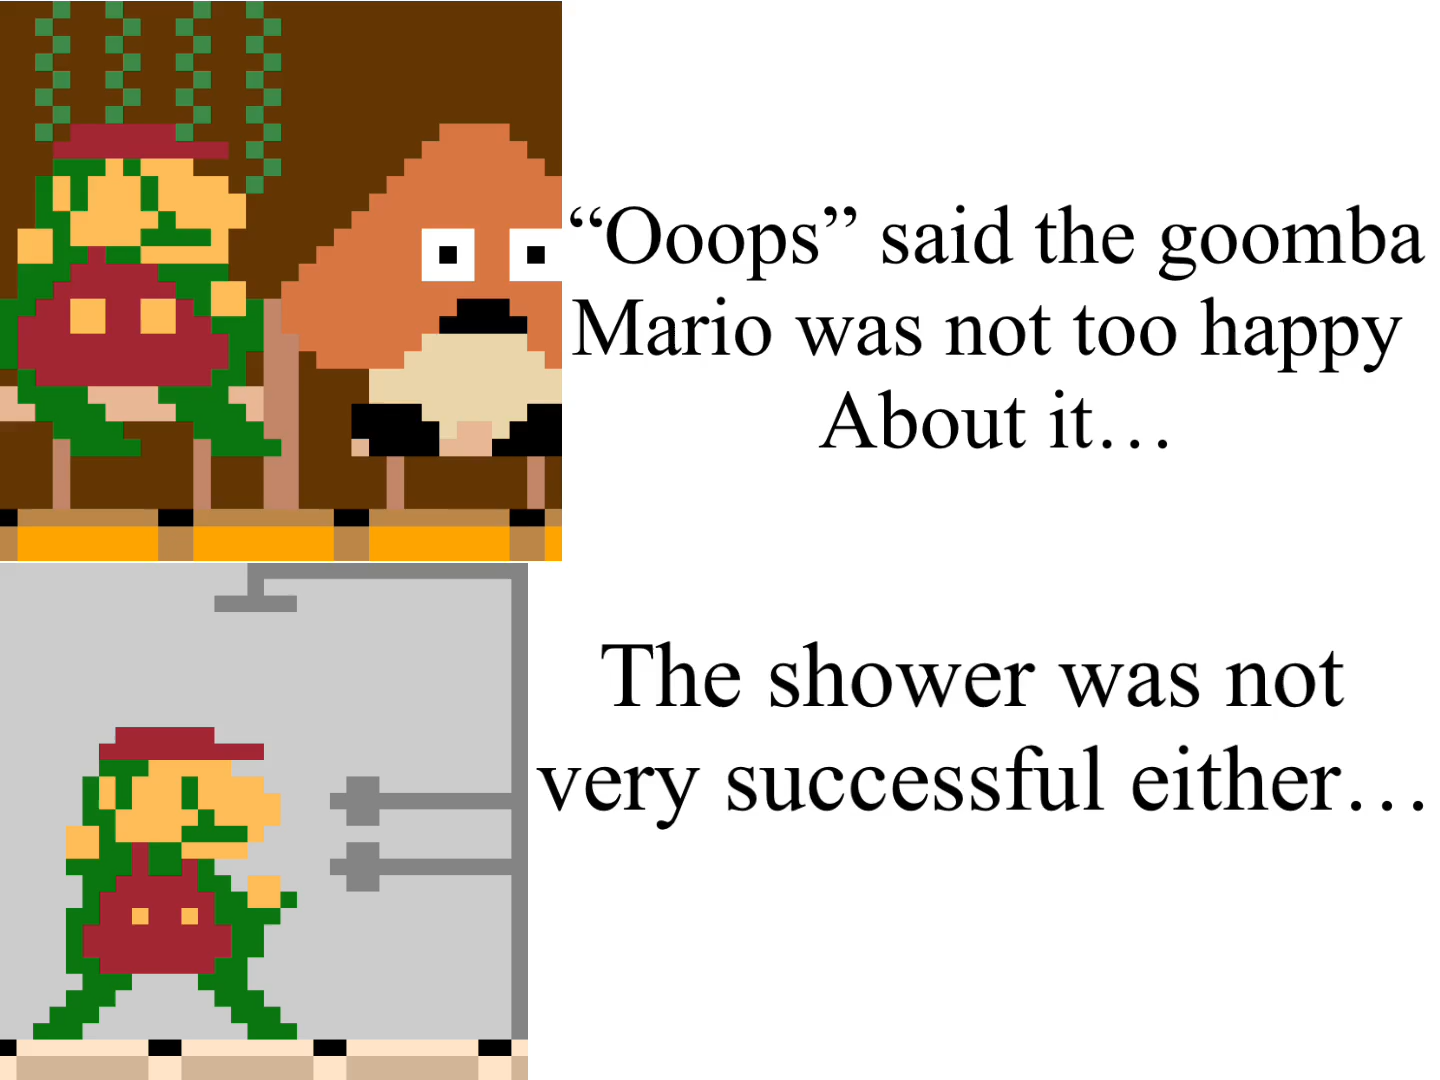 “Ooops” said the goomba
Mario was not too happy
About it…
The shower was not
very successful either…